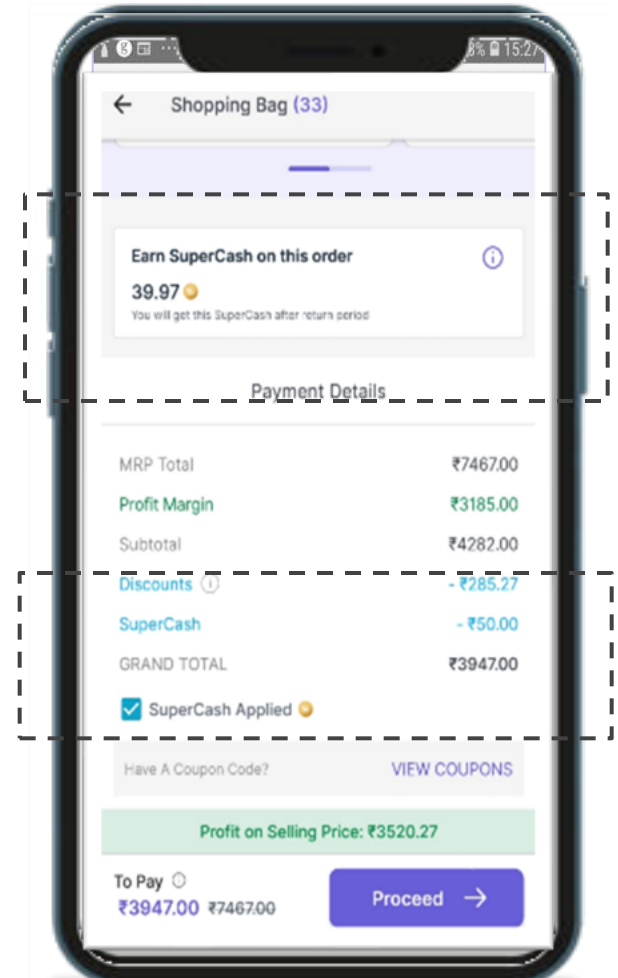 8% 15:27
Shopping Bag (33)
Earn SuperCash on this order
39.97
You will get this SuperCash after return period
Payment Details
MRP Total ₹7467.00
Profit Margin ₹3185.00
Subtotal ₹4282.00
Discounts - ₹285.27
SuperCash - ₹50.00
GRAND TOTAL ₹3947.00
SuperCash Applied
Have A Coupon Code? VIEW COUPONS
Profit on Selling Price: ₹3520.27
To Pay
₹3947.00 ₹7467.00
Proceed →